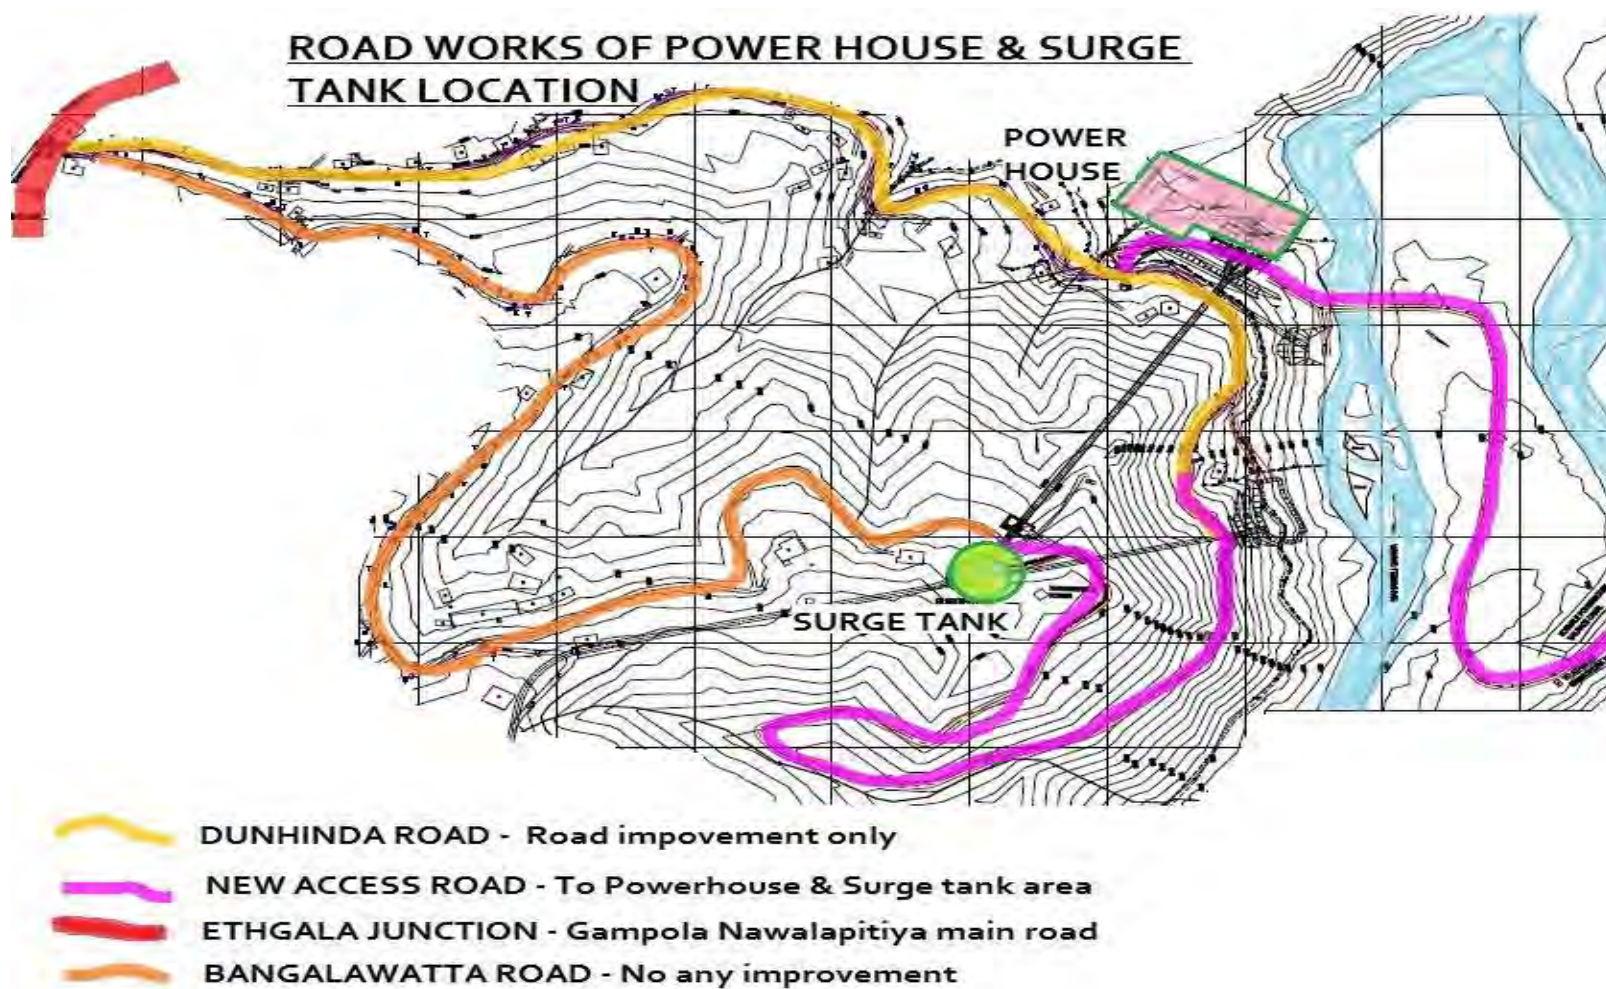 ROAD WORKS OF POWER HOUSE & SURGE
TANK LOCATION
POWER
HOUSE
SURGE TANK
DUNHINDA ROAD - Road impovement only
NEW ACCESS ROAD - To Powerhouse & Surge tank area
ETHGALA JUNCTION - Gampola Nawalapitiya main road
BANGALAWATTA ROAD - No any improvement